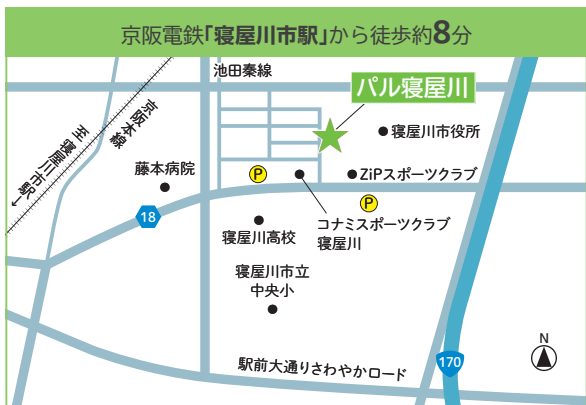 京阪電鉄「寝屋川市駅」から徒歩約8分
池田秦線
パル寝屋川
京阪本線
至寝屋川市駅→
寝屋川市役所
藤本病院
P
ZiPスポーツクラブ
P
18
コナミスポーツクラブ
寝屋川
寝屋川高校
寝屋川市立
中央小
駅前大通りさわやかロード
170
N